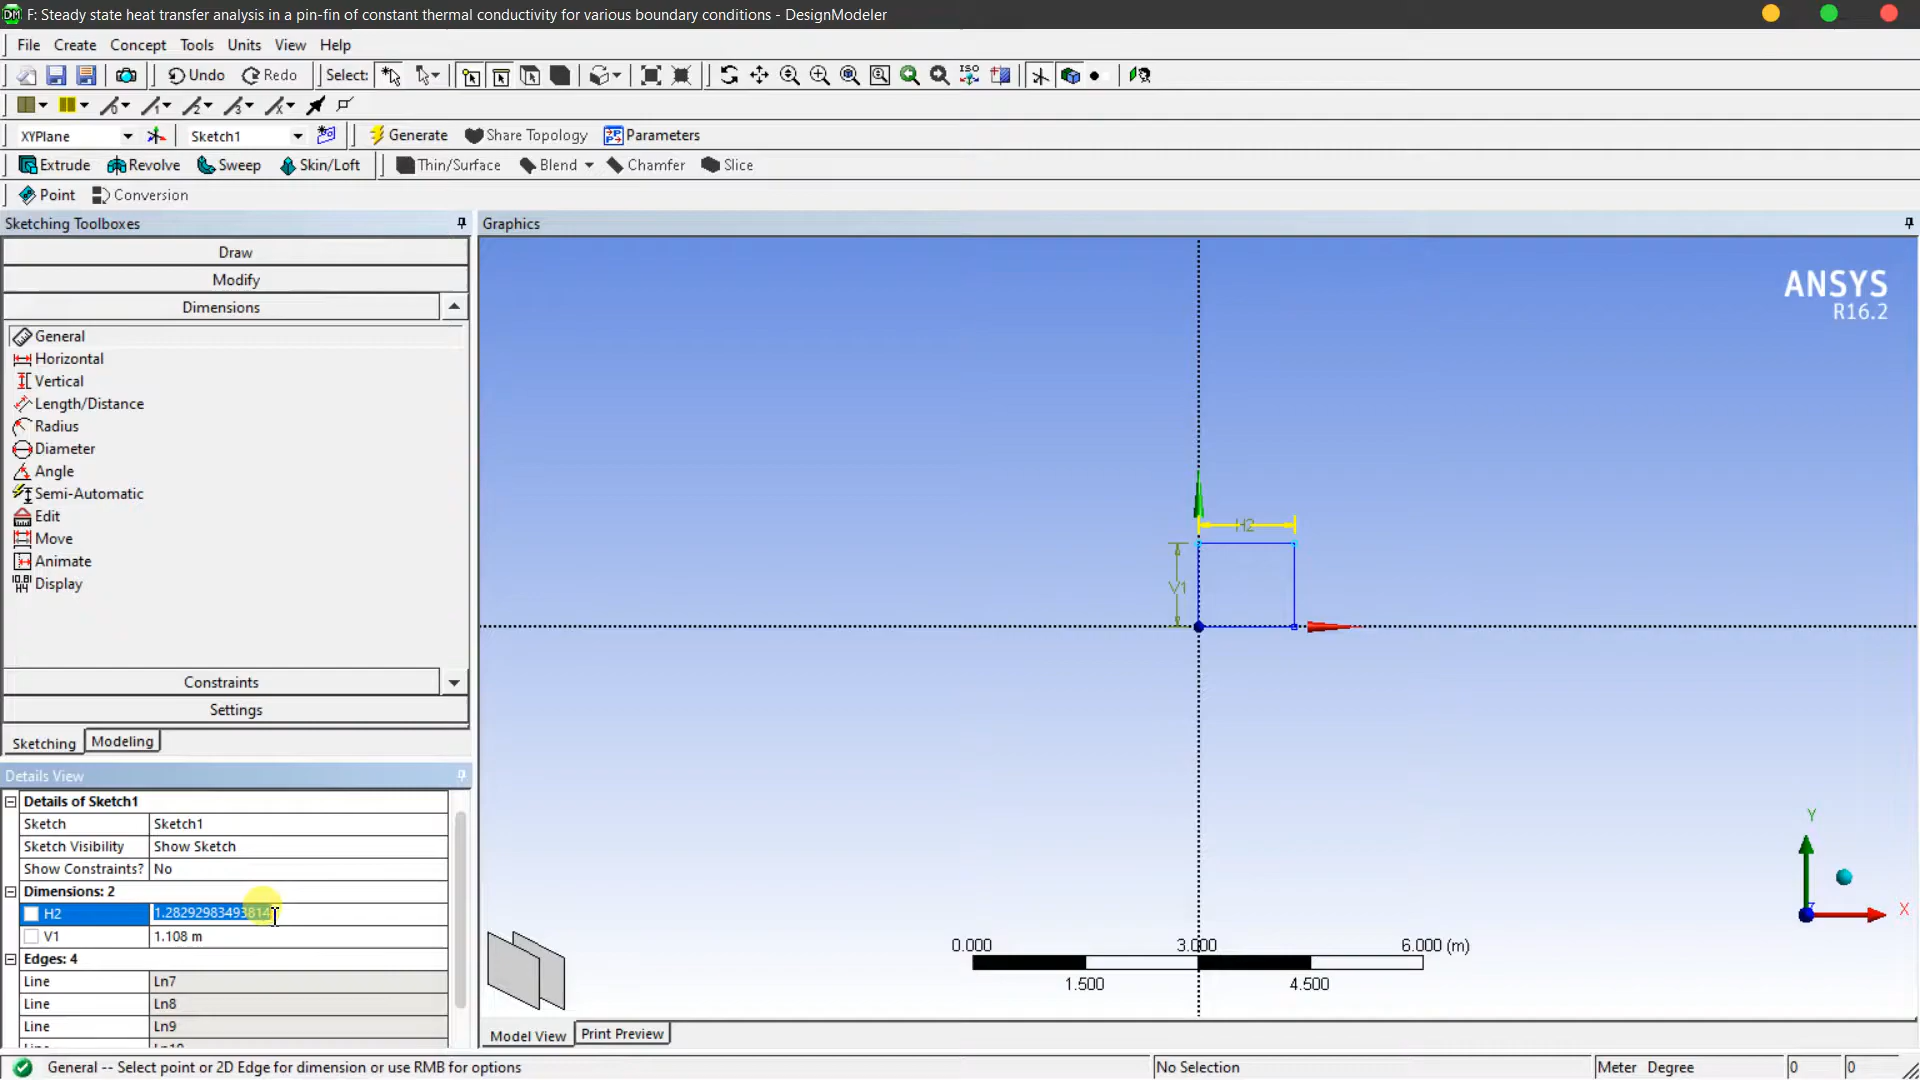 F: Steady state heat transfer analysis in a pin-fin of constant thermal conductivity for various boundary conditions - DesignModeler
File Create Concept Tools Units View Help
Undo Redo Select: ISO
XYPlane Sketch1 Generate Share Topology Parameters
Extrude Revolve Sweep Skin/Loft Thin/Surface Blend Chamfer Slice
Point Conversion
Sketching Toolboxes
Draw
Modify
Dimensions
General
Horizontal
Vertical
Length/Distance
Radius
Diameter
Angle
Semi-Automatic
Edit
Move
Animate
Display
Constraints
Settings
Sketching Modeling
Details View
Details of Sketch1
Sketch Sketch1
Sketch Visibility Show Sketch
Show Constraints? No
Dimensions: 2
H2 1.2829298349381
V1 1.108 m
Edges: 4
Line Ln7
Line Ln8
Line Ln9
Graphics
ANSYS
R16.2
H2
V1
Y
X
0.000 3.000 6.000 (m)
1.500 4.500
Model View Print Preview
General -- Select point or 2D Edge for dimension or use RMB for options No Selection Meter Degree 0 0